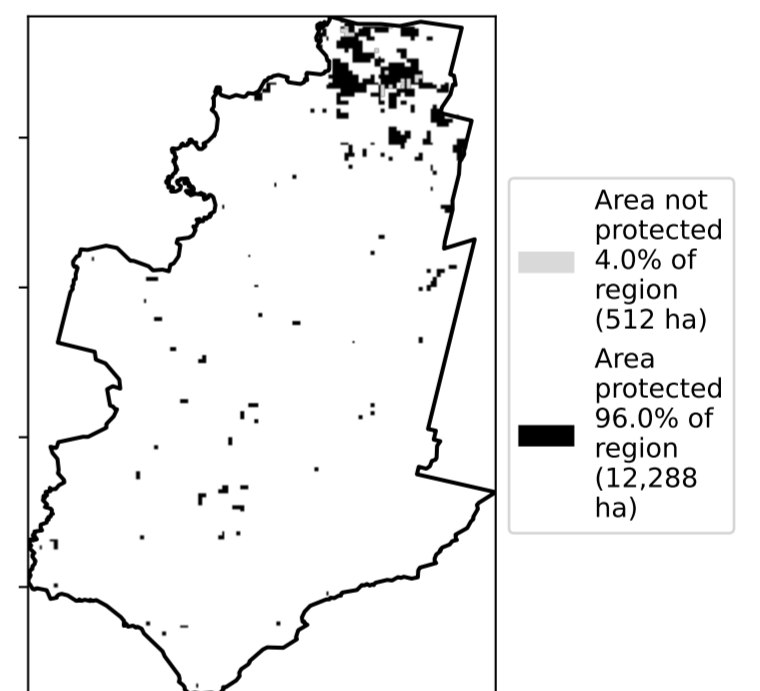 Area not
protected
4.0% of
region
(512 ha)
Area
protected
96.0% of
region
(12,288
ha)